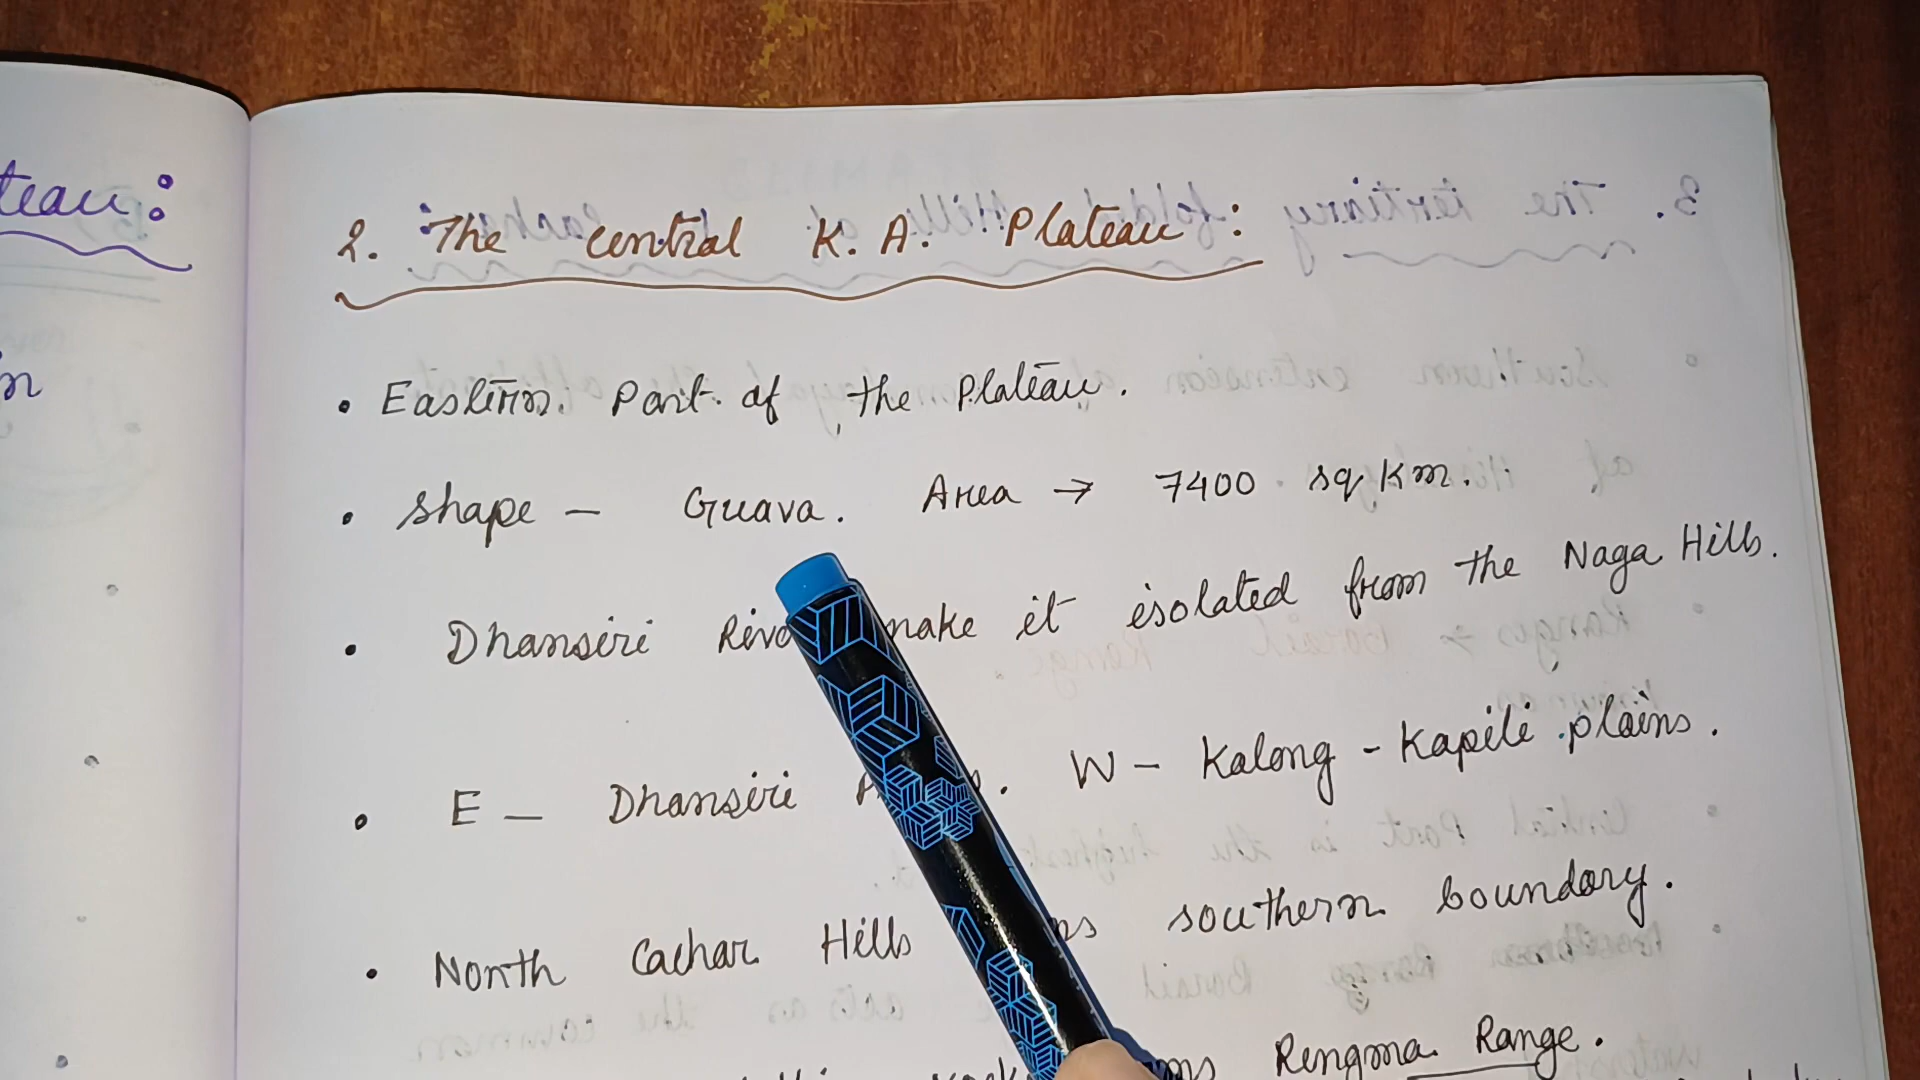 teau:
n
2. The central K. A. Plateau:
• Eastern Part of the Plateau.
• Shape – Guava. Area → 7400 sq km.
• Dhansiri make it isolated from the Naga Hills.
• E – Dhansiri W – Kalong - Kapili plains.
• North Cachar Hills southern boundary.
Rengma Range.